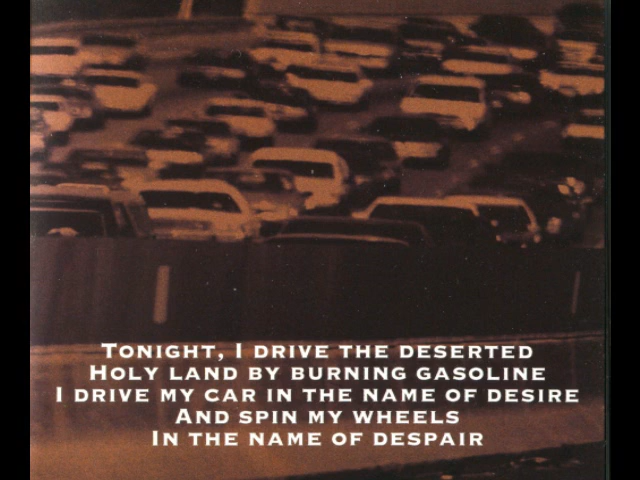 TONIGHT, I DRIVE THE DESERTED
HOLY LAND BY BURNING GASOLINE
I DRIVE MY CAR IN THE NAME OF DESIRE
AND SPIN MY WHEELS
IN THE NAME OF DESPAIR